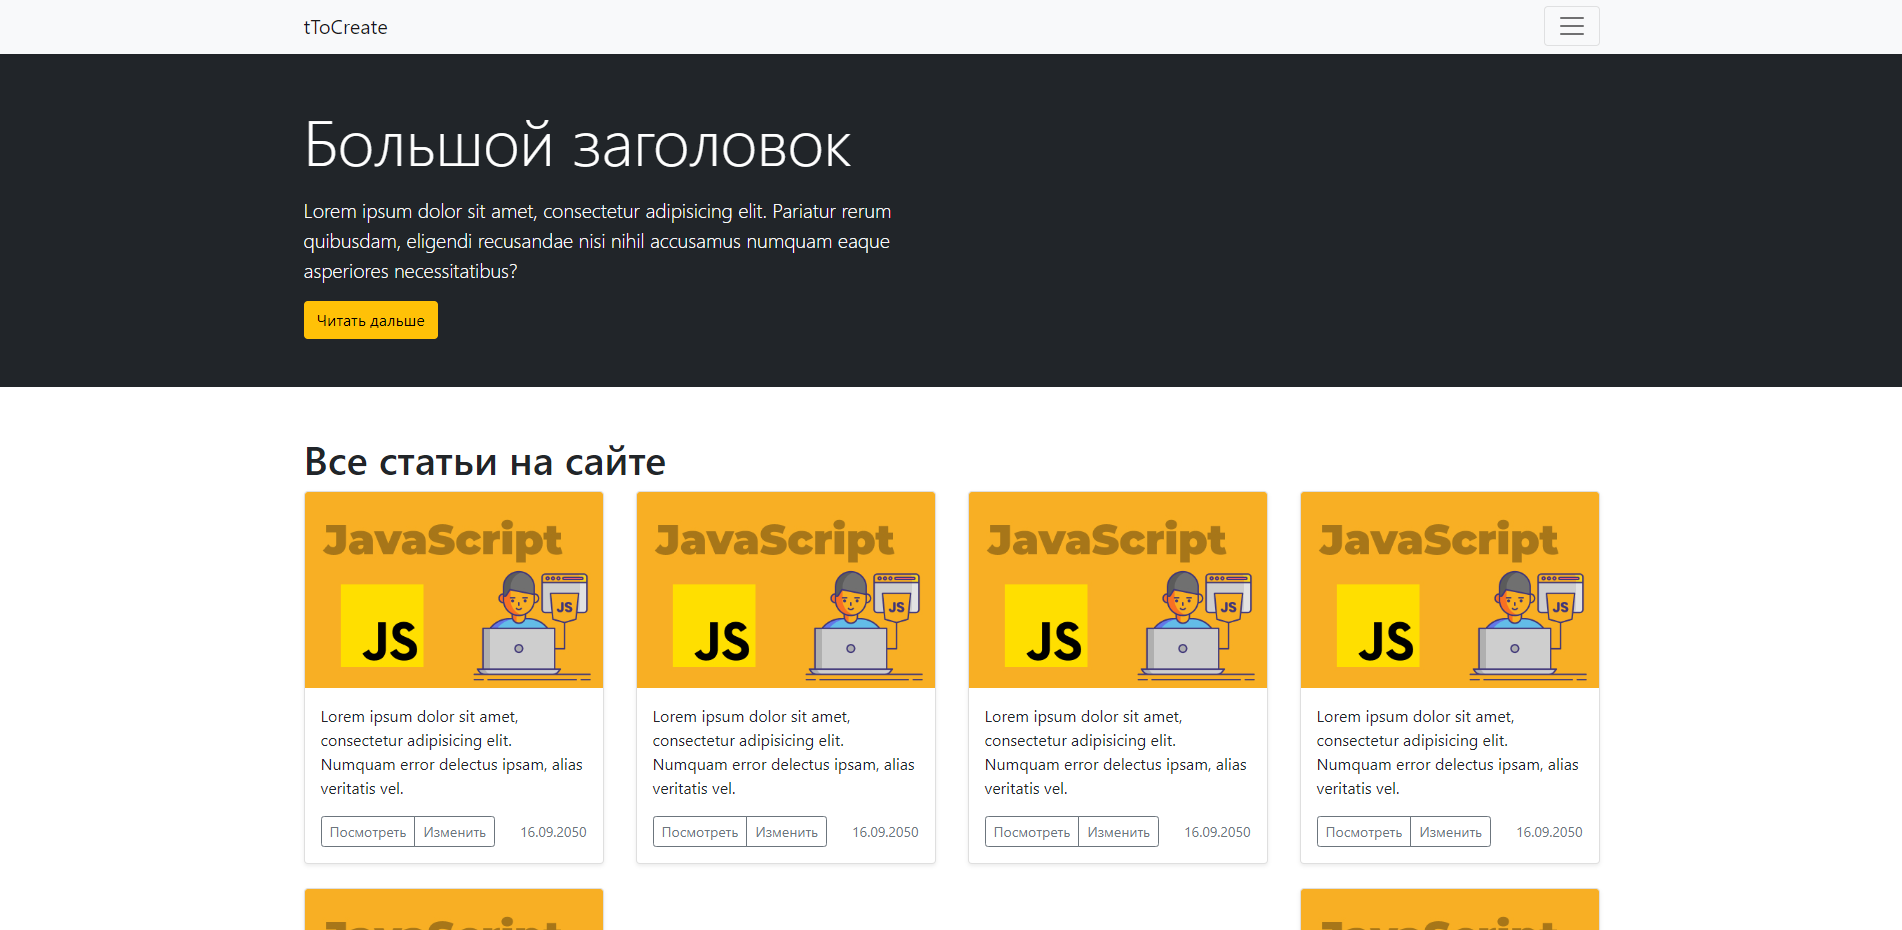 tToCreate
Большой заголовок
Lorem ipsum dolor sit amet, consectetur adipisicing elit. Pariatur rerum
quibusdam, eligendi recusandae nisi nihil accusamus numquam eaque
asperiores necessitatibus?
Читать дальше
Все статьи на сайте
JavaScript
JS
JS
Lorem ipsum dolor sit amet,
consectetur adipisicing elit.
Numquam error delectus ipsam, alias
veritatis vel.
Посмотреть Изменить 16.09.2050
JavaScript
JS
JS
Lorem ipsum dolor sit amet,
consectetur adipisicing elit.
Numquam error delectus ipsam, alias
veritatis vel.
Посмотреть Изменить 16.09.2050
JavaScript
JS
JS
Lorem ipsum dolor sit amet,
consectetur adipisicing elit.
Numquam error delectus ipsam, alias
veritatis vel.
Посмотреть Изменить 16.09.2050
JavaScript
JS
JS
Lorem ipsum dolor sit amet,
consectetur adipisicing elit.
Numquam error delectus ipsam, alias
veritatis vel.
Посмотреть Изменить 16.09.2050
JavaScript
JavaScript